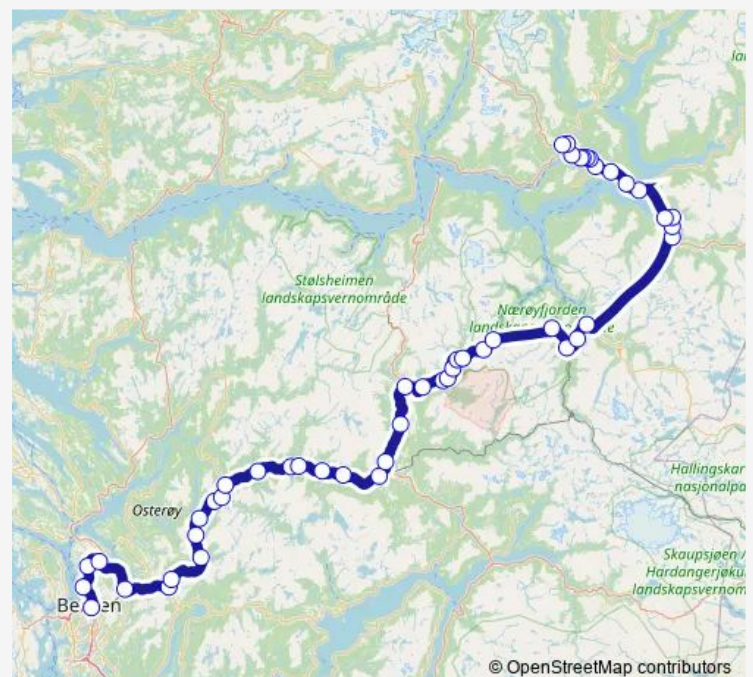 Stølsheimen
landskapsvernområde
Nærøyfjorden
Osterøy
Hallingskar
nasjonalpa
Skaupsjøen /
Hardangerjøku
landskapsvernom
© OpenStreetMap contributors